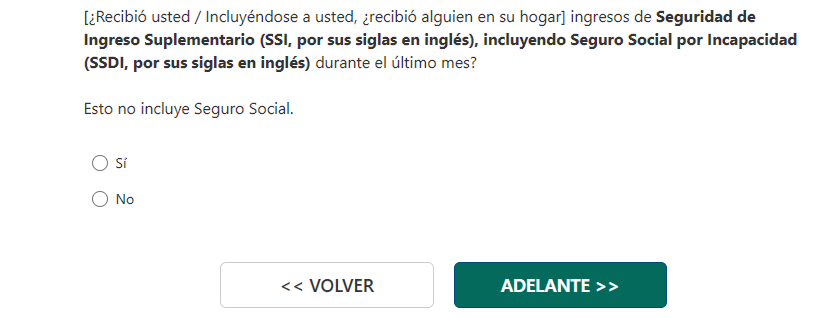 [¿Recibió usted / Incluyéndose a usted, ¿recibió alguien en su hogar] ingresos de Seguridad de
Ingreso Suplementario (SSI, por sus siglas en inglés), incluyendo Seguro Social por Incapacidad
(SSDI, por sus siglas en inglés) durante el último mes?
Esto no incluye Seguro Social.
Sí
No
<< VOLVER
ADELANTE >>